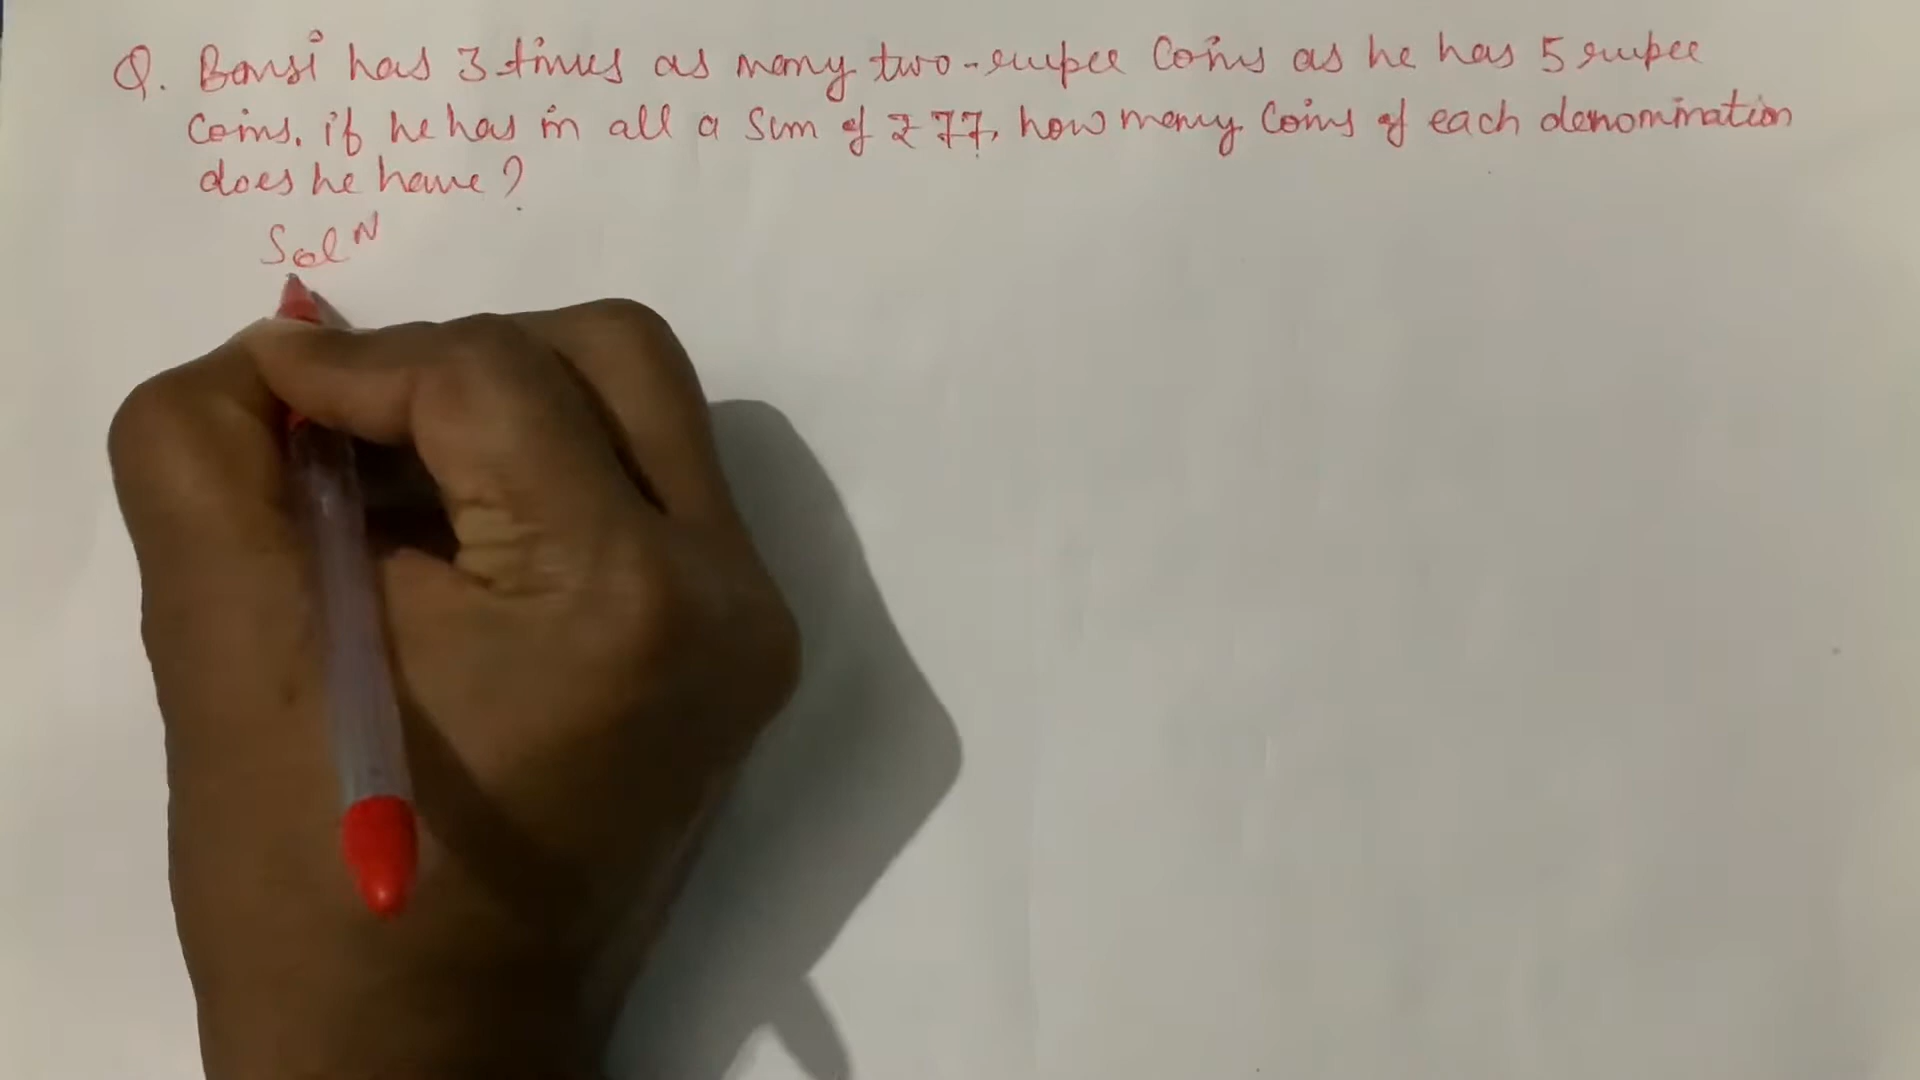 Q. Bansi has 3 times as many two-rupee Coins as he has 5 rupee
Coins. if he has in all a Sum of ₹ 77, how many Coins of each denomination
does he have ?
Sol N